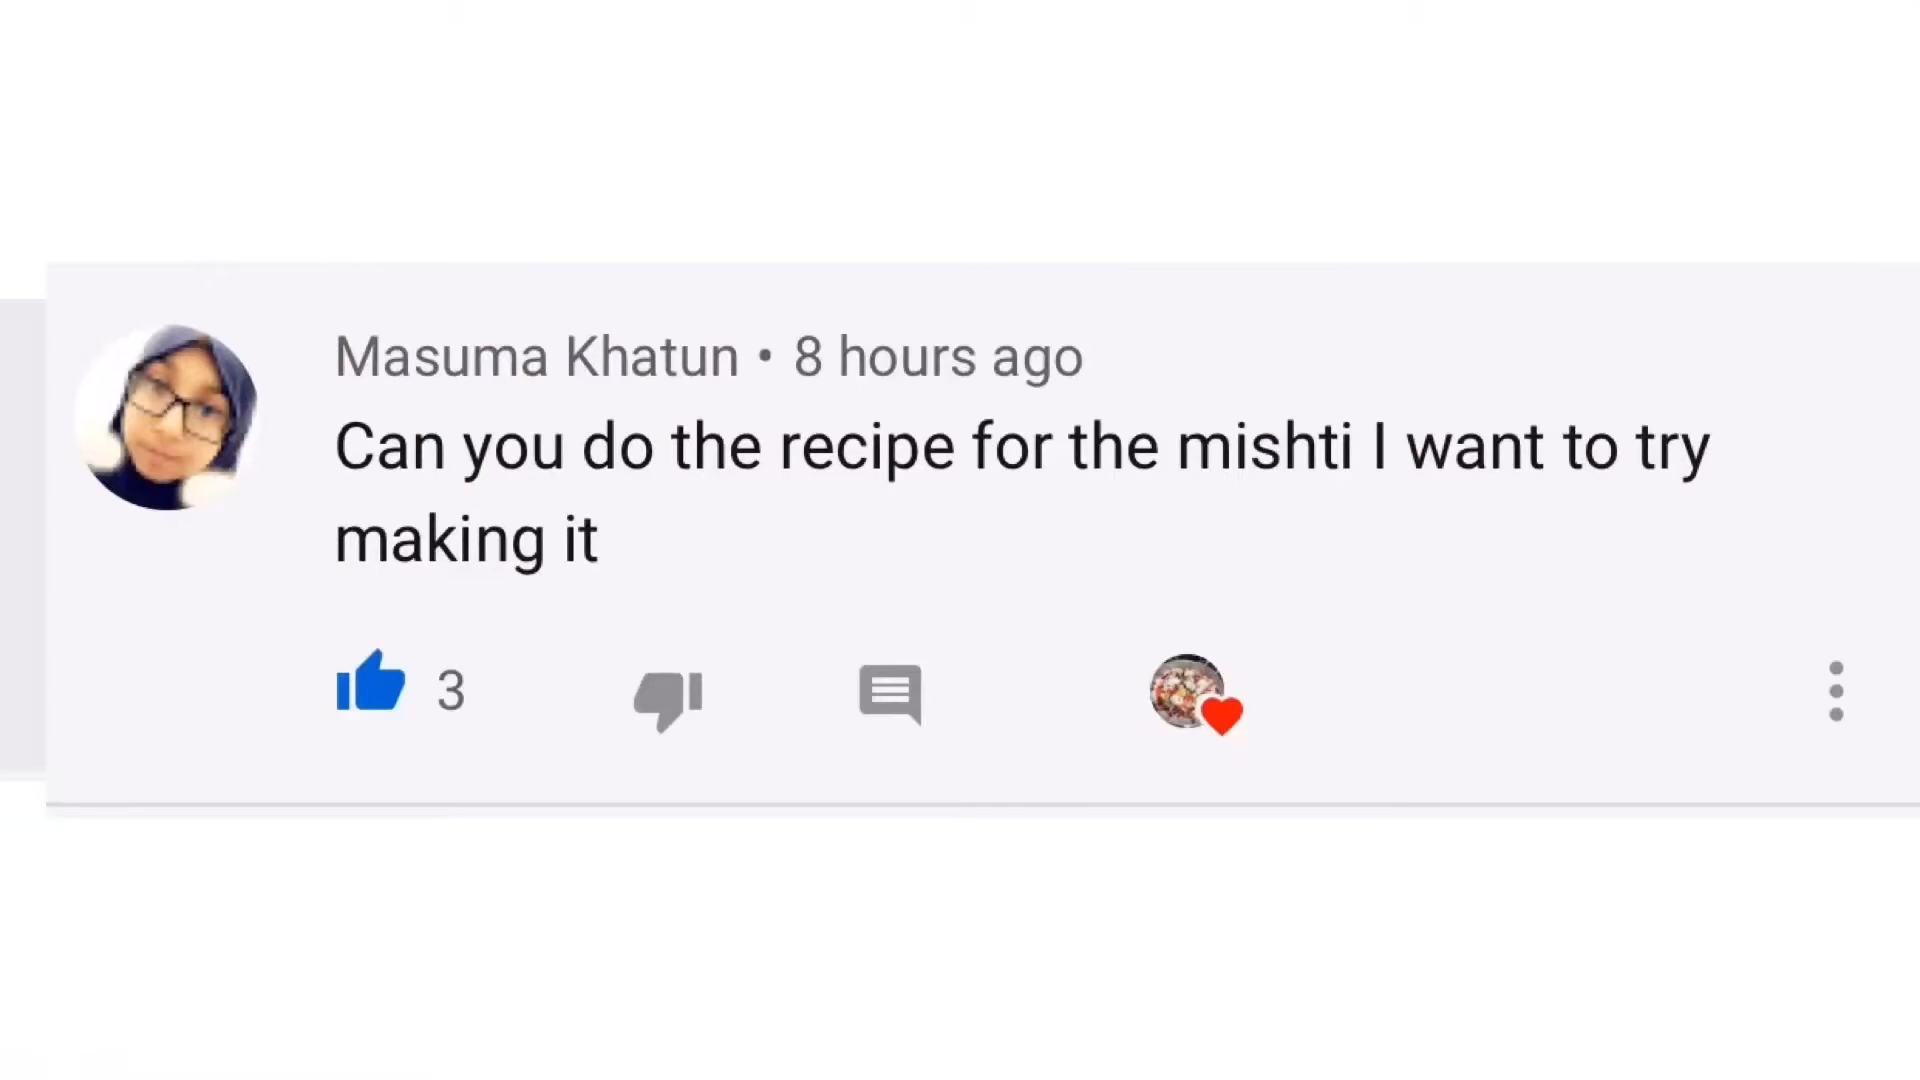 Masuma Khatun • 8 hours ago
Can you do the recipe for the mishti I want to try
making it
3